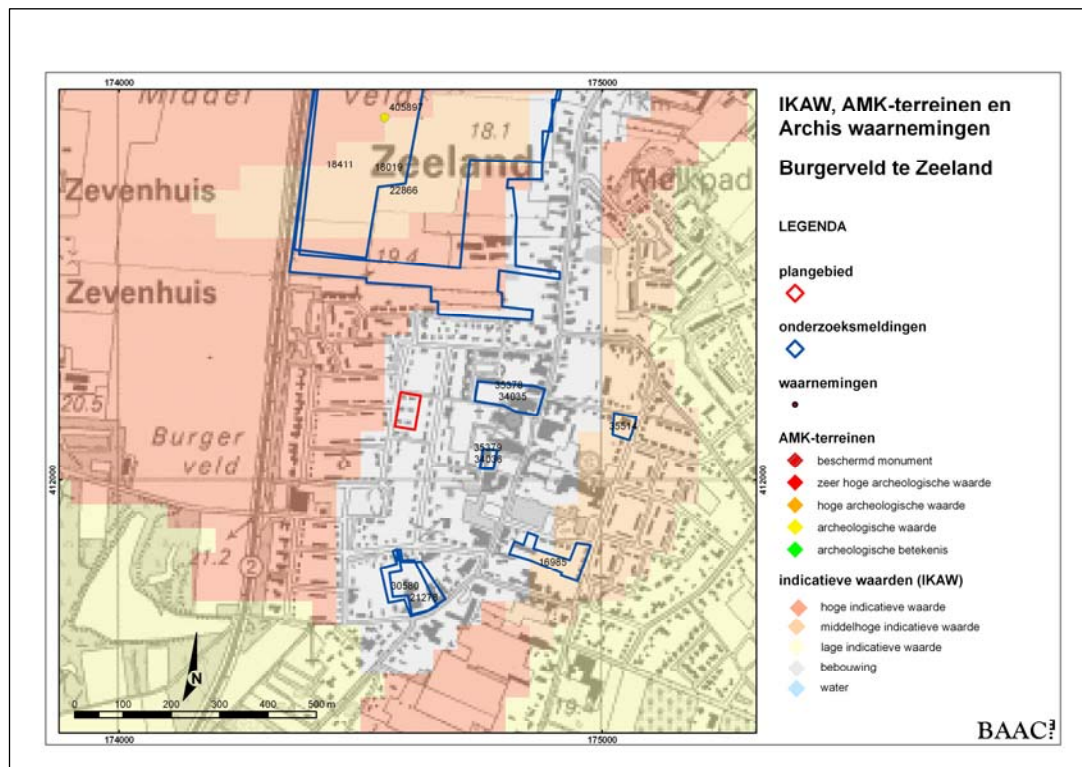 174000
175000
Middel
Veld
405897
18.1
18411
18019
Zeeland
22866
Zevenhuis
Melkpad
19.4
Zevenhuis
20.5
35378
34035
35514
Burger
veld
35379
34036
412000
412000
21.2
16985
2
30580
21278
N
0 100 200 300 400 500 m
174000
175000
IKAW, AMK-terreinen en
Archis waarnemingen
Burgerveld te Zeeland
LEGENDA
plangebied
onderzoeksmeldingen
waarnemingen
AMK-terreinen
beschermd monument
zeer hoge archeologische waarde
hoge archeologische waarde
archeologische waarde
archeologische betekenis
indicatieve waarden (IKAW)
hoge indicatieve waarde
middelhoge indicatieve waarde
lage indicatieve waarde
bebouwing
water
BAAC